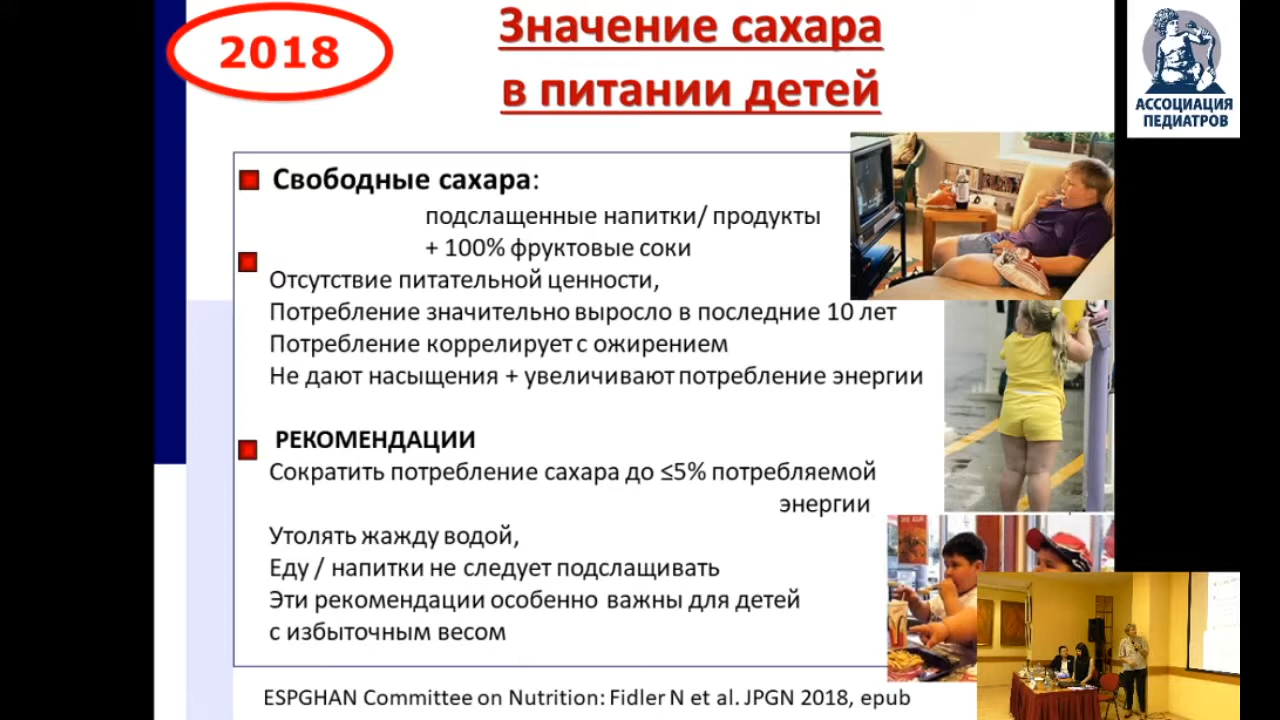 2018
Значение сахара
в питании детей
АССОЦИАЦИЯ
ПЕДИАТРОВ
Свободные сахара:
подслащенные напитки/ продукты
+ 100% фруктовые соки
Отсутствие питательной ценности,
Потребление значительно выросло в последние 10 лет
Потребление коррелирует с ожирением
Не дают насыщения + увеличивают потребление энергии
РЕКОМЕНДАЦИИ
Сократить потребление сахара до ≤5% потребляемой
энергии
Утолять жажду водой,
Еду / напитки не следует подслащивать
Эти рекомендации особенно важны для детей
с избыточным весом
ESPGHAN Committee on Nutrition: Fidler N et al. JPGN 2018, epub